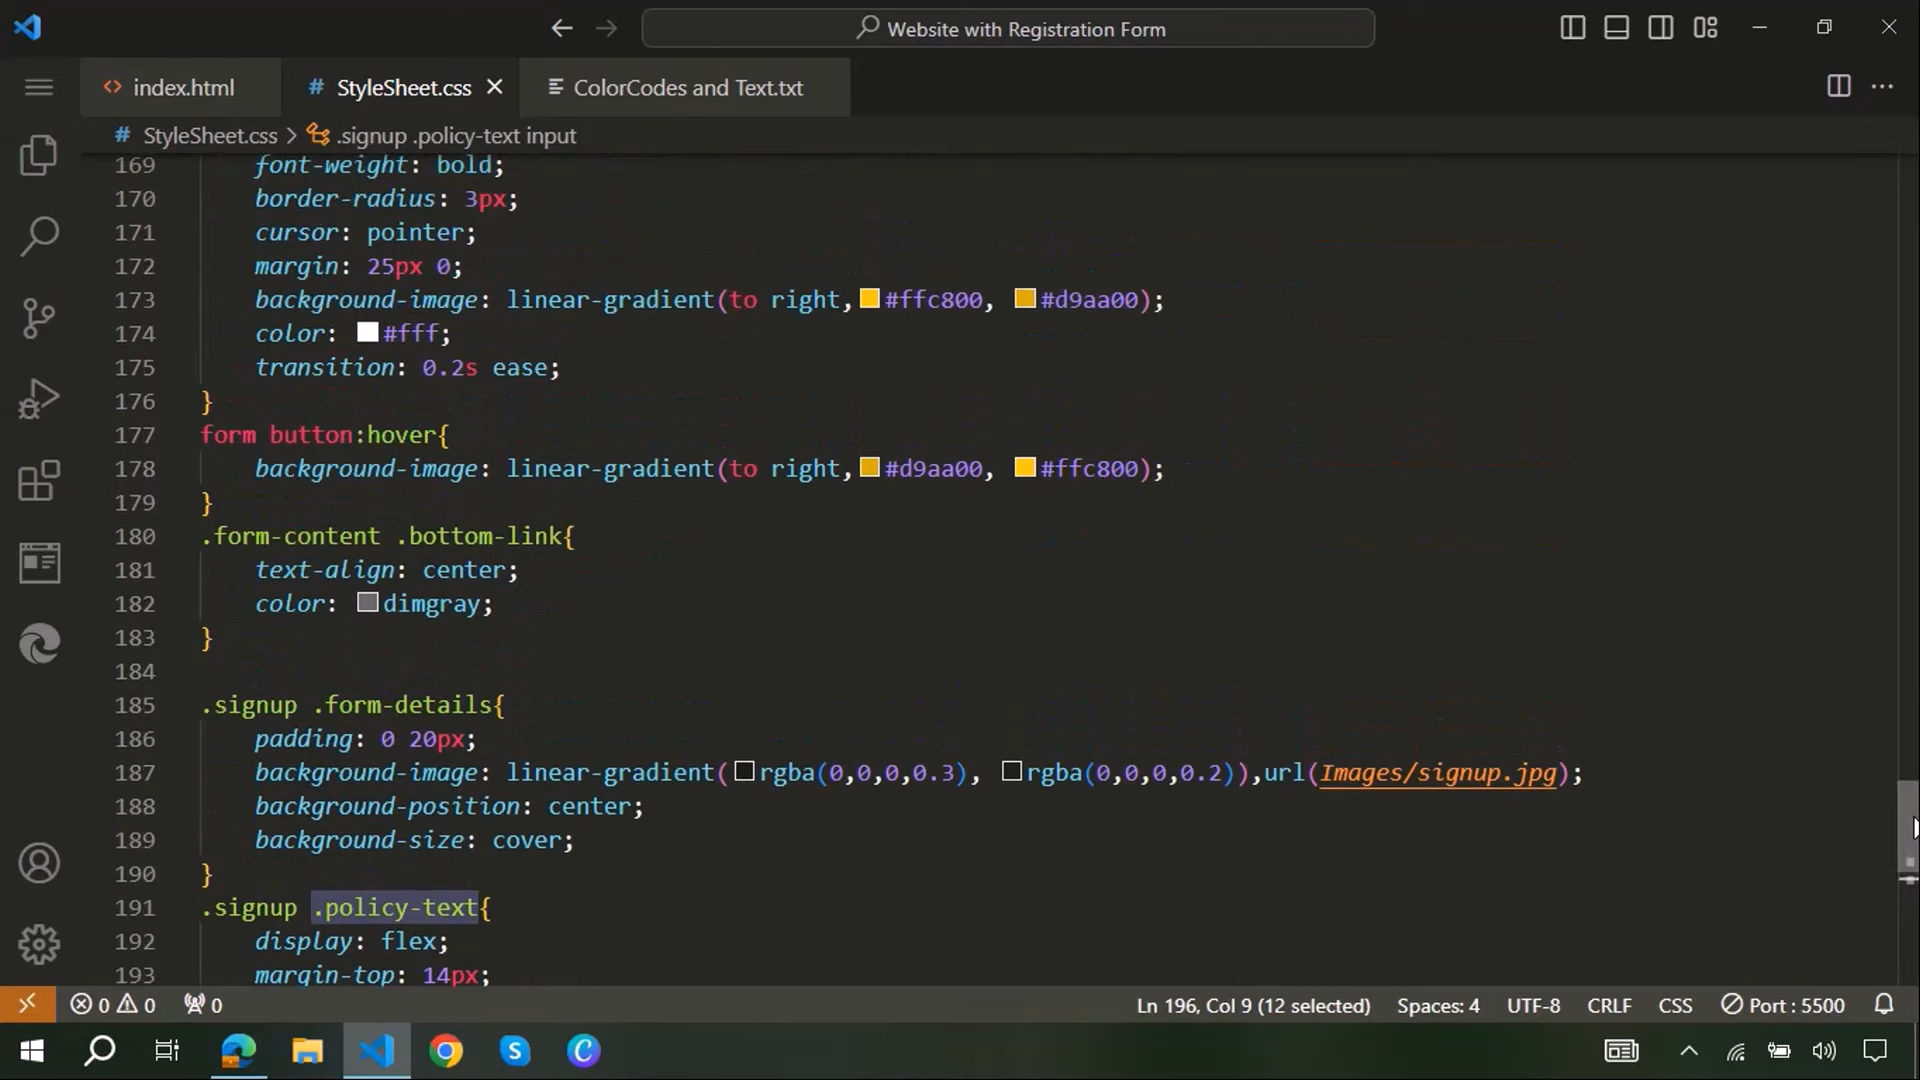 Website with Registration Form
<> index.html
# StyleSheet.css
ColorCodes and Text.txt
# StyleSheet.css > .signup .policy-text input
169 font-weight: bold;
170 border-radius: 3px;
171 cursor: pointer;
172 margin: 25px 0;
173 background-image: linear-gradient(to right,#ffc800, #d9aa00);
174 color: #fff;
175 transition: 0.2s ease;
176 }
177 form button:hover{
178 background-image: linear-gradient(to right,#d9aa00, #ffc800);
179 }
180 .form-content .bottom-link{
181 text-align: center;
182 color: dimgray;
183 }
184
185 .signup .form-details{
186 padding: 0 20px;
187 background-image: linear-gradient(rgba(0,0,0,0.3), rgba(0,0,0,0.2)),url(Images/signup.jpg);
188 background-position: center;
189 background-size: cover;
190 }
191 .signup .policy-text{
192 display: flex;
193 margin-top: 14px;
0 0 0 Ln 196, Col 9 (12 selected) Spaces: 4 UTF-8 CRLF CSS Port : 5500